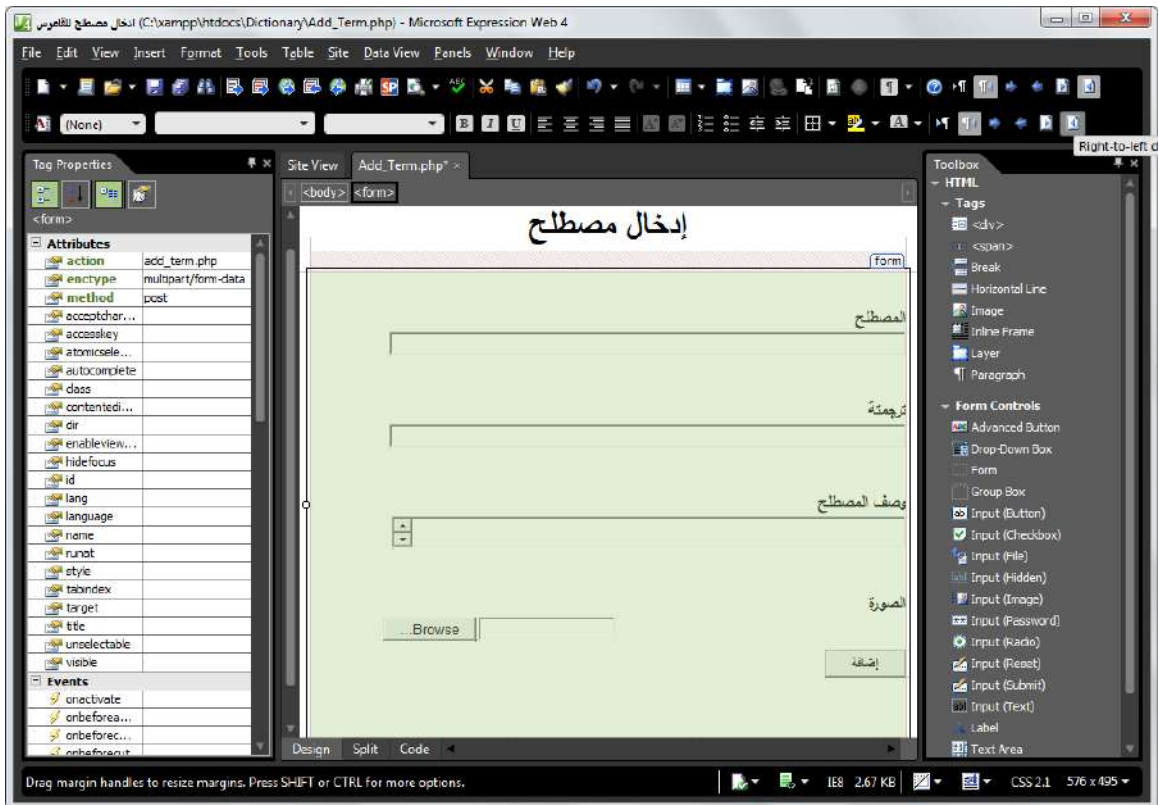 ادخال مصطلح للقاموس (C:\xampp\htdocs\Dictionary\Add_Term.php) - Microsoft Expression Web 4
File Edit View Insert Format Tools Table Site Data View Panels Window Help
(None)
Right-to-left d
Tag Properties
<form>
Attributes
action add_term.php
enctype multipart/form-data
method post
acceptchar...
accesskey
atomicsele...
autocomplete
class
contentedi...
dir
enableview...
hidefocus
id
lang
language
name
runat
style
tabindex
target
title
unselectable
visible
Events
onactivate
onbeforea...
onbeforec...
onbeforecut
Site View Add_Term.php*
<body> <form>
إدخال مصطلح
form
المصطلح
ترجمتة
وصف المصطلح
الصورة
...Browse
إضافة
Design Split Code
Toolbox
HTML
Tags
<div>
<span>
Break
Horizontal Line
Image
Inline Frame
Layer
Paragraph
Form Controls
Advanced Button
Drop-Down Box
Form
Group Box
Input (Button)
Input (Checkbox)
Input (File)
Input (Hidden)
Input (Image)
Input (Password)
Input (Radio)
Input (Reset)
Input (Submit)
Input (Text)
Label
Text Area
Drag margin handles to resize margins. Press SHIFT or CTRL for more options. IE8 2.67 KB CSS 2.1 576 x 495